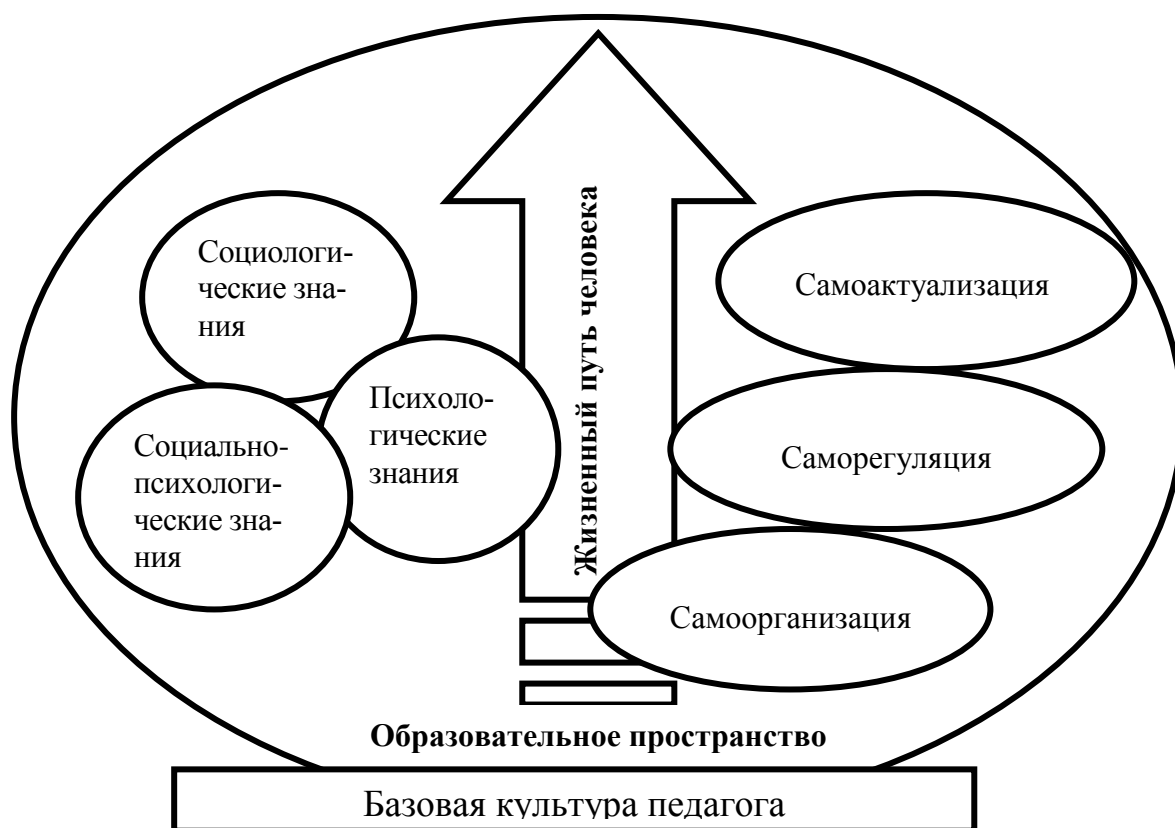 Социологи-
ческие зна-
ния
Психоло-
гические
знания
Социально-
психологи-
ческие зна-
ния
Жизненный путь человека
Самоактуализация
Саморегуляция
Самоорганизация
Образовательное пространство
Базовая культура педагога